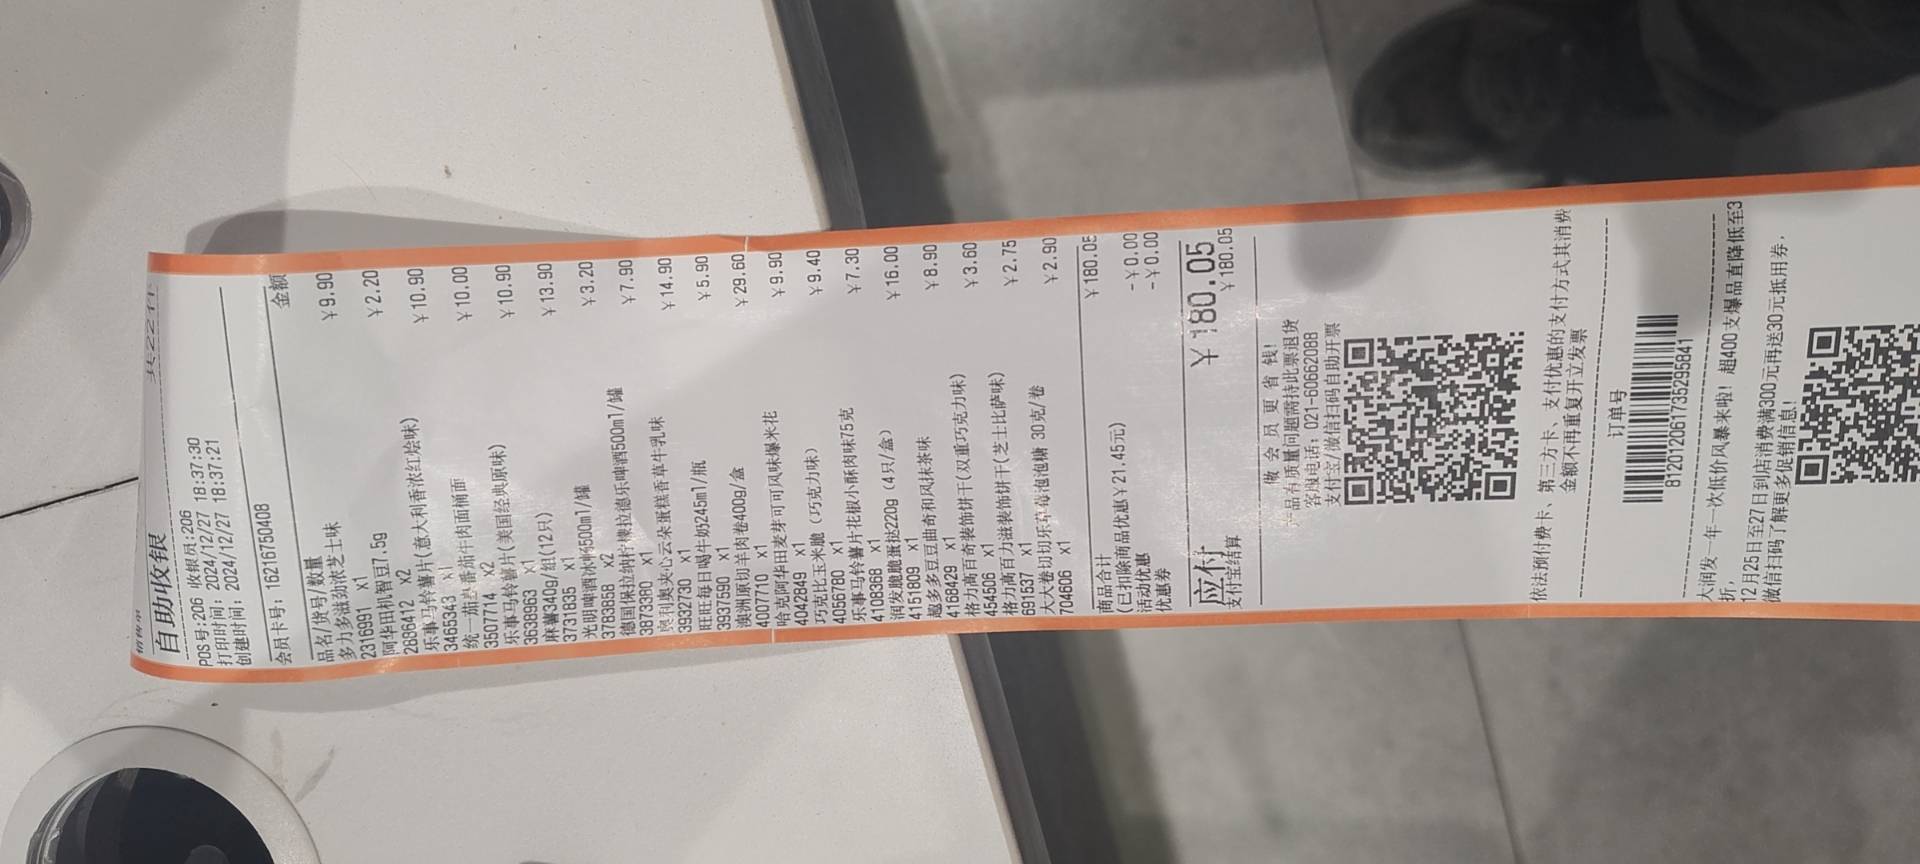 共22件
自助收银
POS号:206 收银员:206
打印时间: 2024/12/27 18:37:30
创建时间: 2024/12/27 18:37:21
会员卡号: 16216750408
品名/货号/数量 金额
多力多滋劲浓芝士味 ¥9.90
231691 x1
阿华田机智豆7.5g ¥2.20
2886412 x2
乐事马铃薯片(意大利香浓红烩味) ¥10.90
3465343 x1
统一茄皇番茄牛肉面桶面 ¥10.00
3507714 x2
乐事马铃薯片(美国经典原味) ¥10.90
3638963 x1
麻薯340g/组(12只) ¥13.90
3731835 x1
光明啤酒冰棒500ml/罐 ¥3.20
3783858 x2
德国保拉纳柠檬拉德乐啤酒500ml/罐 ¥7.90
3873380 x1
奥利奥夹心云朵蛋糕香草牛乳味 ¥14.90
3932730 x1
旺旺每日喝牛奶245ml/瓶 ¥5.90
3937590 x1
澳洲原切羊肉卷400g/盒 ¥29.60
4007710 x1
哈克阿华田麦芽可可风味爆米花 ¥9.90
4042849 x1
巧克比玉米脆 (巧克力味) ¥9.40
4056780 x1
乐事马铃薯片花椒小酥肉味75克 ¥7.30
4108368 x1
润发脆脆蛋挞220g (4只/盒) ¥16.00
4151809 x1
趣多多豆豆曲奇和风抹茶味 ¥8.90
4168429 x1
格力高百奇装饰饼干(双重巧克力味) ¥3.60
454506 x1
格力高百力滋装饰饼干(芝士比萨味) ¥2.75
691537 x1
大大卷切切乐草莓泡泡糖 30克/卷 ¥2.90
704606 x1
商品合计 ¥180.05
(已扣除商品优惠¥21.45元)
活动优惠 -¥0.00
优惠券 -¥0.00
应付 ¥180.05
支付宝结算 ¥180.05
做 会 员 更 省 钱!
产品有质量问题需持此票退货
客服电话: 021-60662088
支付宝/微信扫码自助开票
依法预付费卡、第三方卡、支付优惠的支付方式其消费
金额不再重复开立发票
订单号
812012061735295841
大润发一年一次低价风暴来啦! 超400支爆品直降低至3
折,
12月25日至27日到店消费满300元再送30元抵用券,
微信扫码了解更多促销信息!